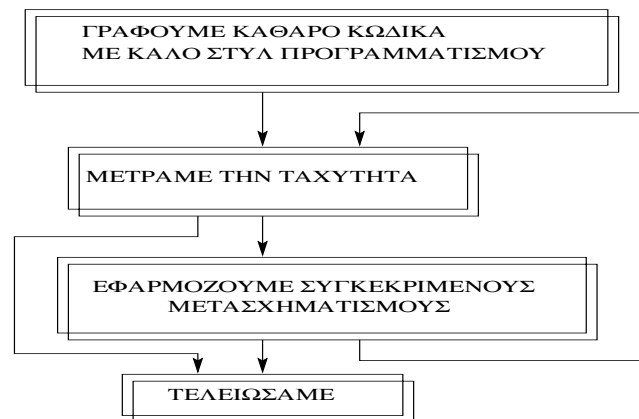 ΓΡΑΦΟΥΜΕ ΚΑΘΑΡΟ ΚΩΔΙΚΑ
ΜΕ ΚΑΛΟ ΣΤΥΛ ΠΡΟΓΡΑΜΜΑΤΙΣΜΟΥ
ΜΕΤΡΑΜΕ ΤΗΝ ΤΑΧΥΤΗΤΑ
ΕΦΑΡΜΟΖΟΥΜΕ ΣΥΓΚΕΚΡΙΜΕΝΟΥΣ
ΜΕΤΑΣΧΗΜΑΤΙΣΜΟΥΣ
ΤΕΛΕΙΩΣΑΜΕ